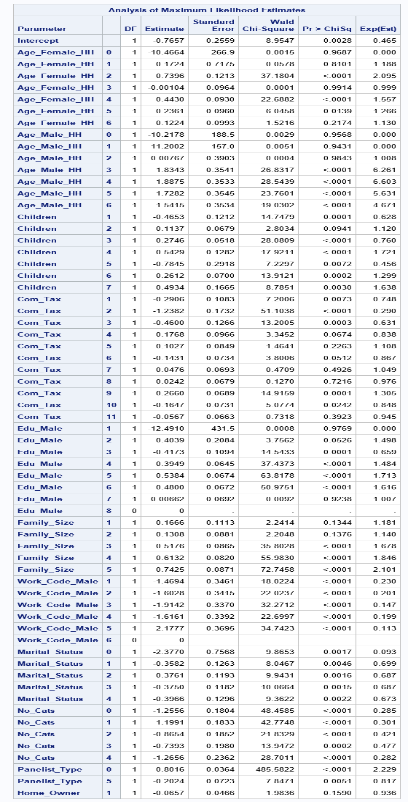 Analysis of Maximum Likelihood Estimates
Parameter DF Estimate Standard Error Wald Chi-Square Pr > ChiSq Exp(Est)
Intercept 1 -0.7657 0.2559 8.9547 0.0028 0.465
Age_Female_HH 0 1 -10.4664 266.9 0.0015 0.9687 0.000
Age_Female_HH 1 1 0.1724 0.7175 0.0578 0.8101 1.188
Age_Female_HH 2 1 0.7396 0.1213 37.1804 <.0001 2.095
Age_Female_HH 3 1 -0.00104 0.0964 0.0001 0.9914 0.999
Age_Female_HH 4 1 0.4430 0.0930 22.6882 <.0001 1.557
Age_Female_HH 5 1 0.2361 0.0960 6.0458 0.0139 1.266
Age_Female_HH 6 1 0.1224 0.0993 1.5216 0.2174 1.130
Age_Male_HH 0 1 -10.2178 188.5 0.0029 0.9568 0.000
Age_Male_HH 1 1 11.2002 157.0 0.0051 0.9431 0.000
Age_Male_HH 2 1 0.00767 0.3903 0.0004 0.9843 1.008
Age_Male_HH 3 1 1.8343 0.3541 26.8317 <.0001 6.261
Age_Male_HH 4 1 1.8875 0.3533 28.5439 <.0001 6.603
Age_Male_HH 5 1 1.7282 0.3545 23.7601 <.0001 5.631
Age_Male_HH 6 1 1.5415 0.3534 19.0302 <.0001 4.671
Children 1 1 -0.4653 0.1212 14.7479 0.0001 0.628
Children 2 1 0.1137 0.0679 2.8034 0.0941 1.120
Children 3 1 0.2746 0.0518 28.0809 <.0001 0.760
Children 4 1 0.5429 0.1282 17.9211 <.0001 1.721
Children 5 1 -0.7845 0.2918 7.2297 0.0072 0.456
Children 6 1 0.2612 0.0700 13.9121 0.0002 1.299
Children 7 1 0.4934 0.1665 8.7851 0.0030 1.638
Com_Tax 1 -0.2906 0.1083 7.2006 0.0073 0.748
Com_Tax 2 1 -1.2382 0.1732 51.1038 <.0001 0.290
Com_Tax 3 1 -0.4600 0.1266 13.2005 0.0003 0.631
Com_Tax 4 1 0.1768 0.0966 3.3452 0.0674 0.838
Com_Tax 5 1 0.1027 0.0849 1.4641 0.2263 1.108
Com_Tax 6 1 -0.1431 0.0734 3.8006 0.0512 0.867
Com_Tax 7 1 0.0476 0.0693 0.4709 0.4926 1.049
Com_Tax 8 1 0.0242 0.0679 0.1270 0.7216 0.976
Com_Tax 9 1 0.2660 0.0689 14.9159 0.0001 1.305
Com_Tax 10 1 -0.1647 0.0731 5.0774 0.0242 0.848
Com_Tax 11 1 -0.0567 0.0663 0.7318 0.3923 0.945
Edu_Male 1 12.4910 431.5 0.0008 0.9769 0.000
Edu_Male 2 1 0.4039 0.2084 3.7562 0.0526 1.498
Edu_Male 3 1 -0.4173 0.1094 14.5433 0.0001 0.659
Edu_Male 4 1 0.3949 0.0645 37.4373 <.0001 1.484
Edu_Male 5 1 0.5384 0.0674 63.8178 <.0001 1.713
Edu_Male 6 1 0.4800 0.0672 50.9751 <.0001 1.616
Edu_Male 7 1 0.00662 0.0692 0.0092 0.9238 1.007
Edu_Male 8 0 0 . . . .
Family_Size 1 0.1666 0.1113 2.2414 0.1344 1.181
Family_Size 2 1 0.1308 0.0881 2.2048 0.1376 1.140
Family_Size 3 1 0.5176 0.0865 35.8028 <.0001 1.678
Family_Size 4 1 0.6132 0.0820 55.9830 <.0001 1.846
Family_Size 5 1 0.7425 0.0871 72.7458 <.0001 2.101
Work_Code_Male 1 1 1.4694 0.3461 18.0224 <.0001 0.230
Work_Code_Male 2 1 -1.6028 0.3415 22.0237 <.0001 0.201
Work_Code_Male 3 1 -1.9142 0.3370 32.2712 <.0001 0.147
Work_Code_Male 4 1 -1.6161 0.3392 22.6997 <.0001 0.199
Work_Code_Male 5 1 2.1777 0.3696 34.7423 <.0001 0.113
Work_Code_Male 6 0 0
Marital_Status 0 1 -2.3770 0.7568 9.8653 0.0017 0.093
Marital_Status 1 1 -0.3582 0.1263 8.0467 0.0046 0.699
Marital_Status 2 1 0.3761 0.1193 9.9431 0.0016 0.687
Marital_Status 3 1 -0.3750 0.1182 10.0664 0.0015 0.687
Marital_Status 4 1 -0.3966 0.1296 9.3622 0.0022 0.673
No_Cats 0 1 -1.2556 0.1804 48.4585 <.0001 0.285
No_Cats 1 1 1.1991 0.1833 42.7748 <.0001 0.301
No_Cats 2 1 -0.8654 0.1852 21.8329 <.0001 0.421
No_Cats 3 1 -0.7393 0.1980 13.9472 0.0002 0.477
No_Cats 4 1 -1.2656 0.2362 28.7011 <.0001 0.282
Panelist_Type 0 1 0.8016 0.0364 485.5822 <.0001 2.229
Panelist_Type 5 1 -0.2024 0.0723 7.8471 0.0051 0.817
Home_Owner 1 1 -0.0657 0.0466 1.9836 0.1590 0.936